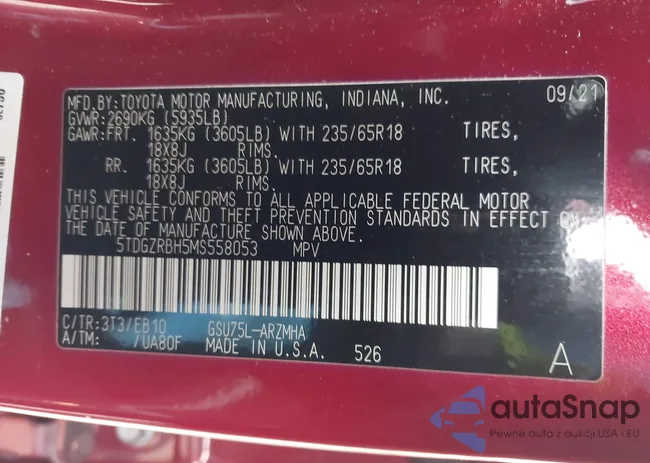 MFD.BY:TOYOTA MOTOR MANUFACTURING, INDIANA, INC. 09/21
GVWR:2690KG (5935LB)
GAWR:FRT. 1635KG (3605LB) WITH 235/65R18 TIRES,
18X8J RIMS.
RR. 1635KG (3605LB) WITH 235/65R18 TIRES,
18X8J RIMS.
THIS VEHICLE CONFORMS TO ALL APPLICABLE FEDERAL MOTOR
VEHICLE SAFETY AND THEFT PREVENTION STANDARDS IN EFFECT ON
THE DATE OF MANUFACTURE SHOWN ABOVE.
5TDGZRBH5MS558053 MPV
C/TR:3T3/EB10 GSU75L-ARZMHA
A/TM: /UA80F MADE IN U.S.A. 526 A
autaSnap
Pewne auta z aukcji USA i EU